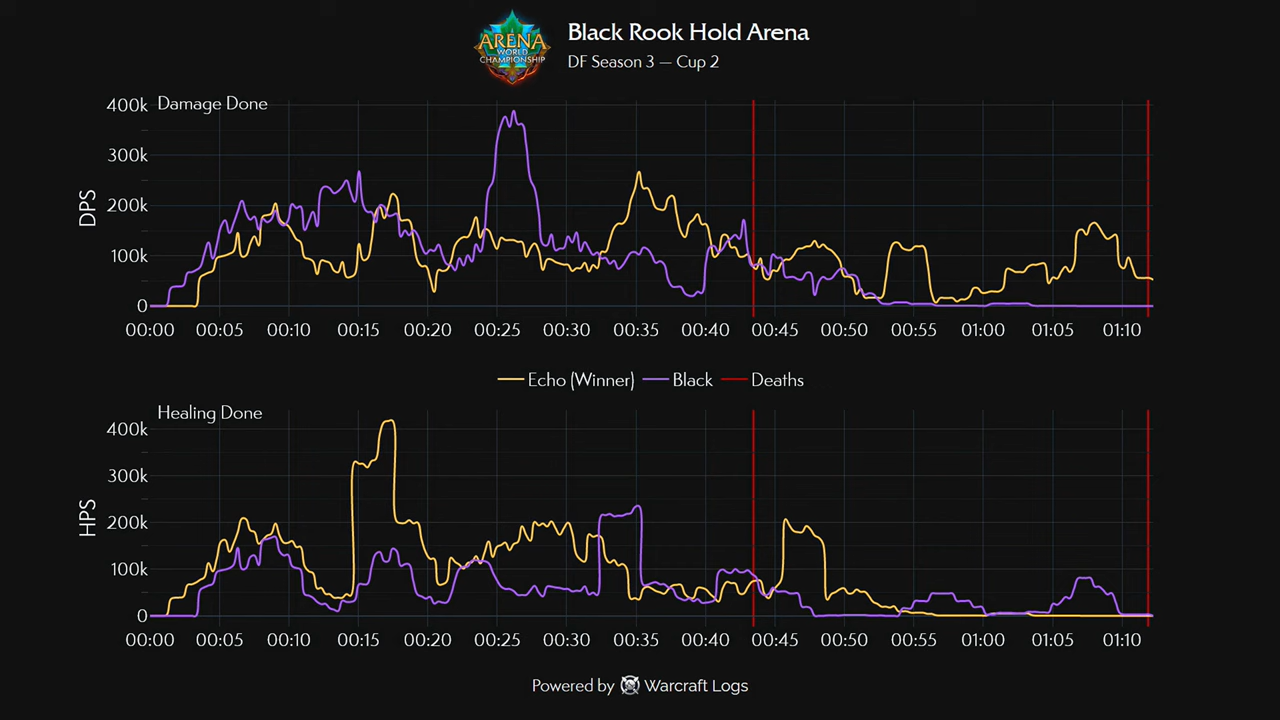 ARENA
WORLD
CHAMPIONSHIP
Black Rook Hold Arena
DF Season 3 — Cup 2
Damage Done
DPS
400k
300k
200k
100k
0
00:00 00:05 00:10 00:15 00:20 00:25 00:30 00:35 00:40 00:45 00:50 00:55 01:00 01:05 01:10
Echo (Winner) Black Deaths
Healing Done
HPS
400k
300k
200k
100k
0
00:00 00:05 00:10 00:15 00:20 00:25 00:30 00:35 00:40 00:45 00:50 00:55 01:00 01:05 01:10
Powered by Warcraft Logs